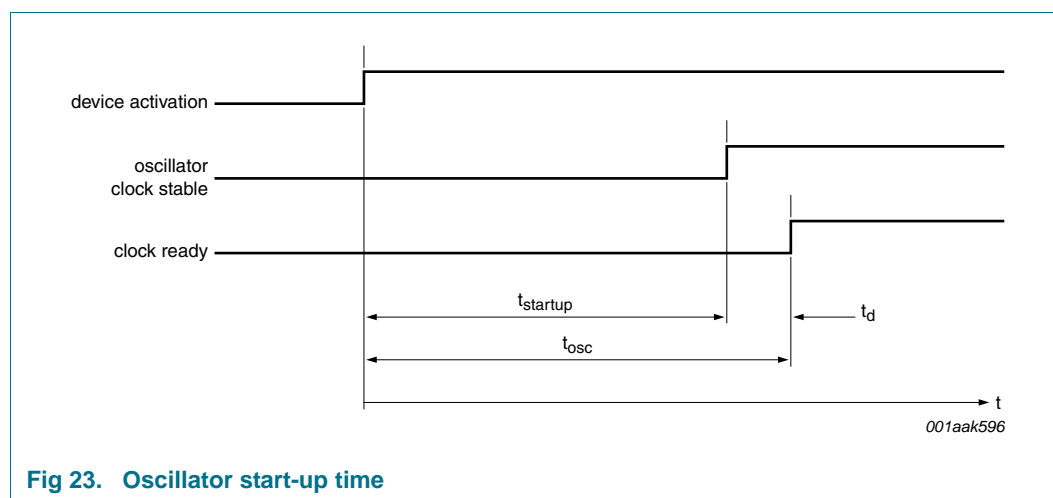 device activation
oscillator
clock stable
clock ready
tstartup
td
tosc
t
001aak596
Fig 23. Oscillator start-up time